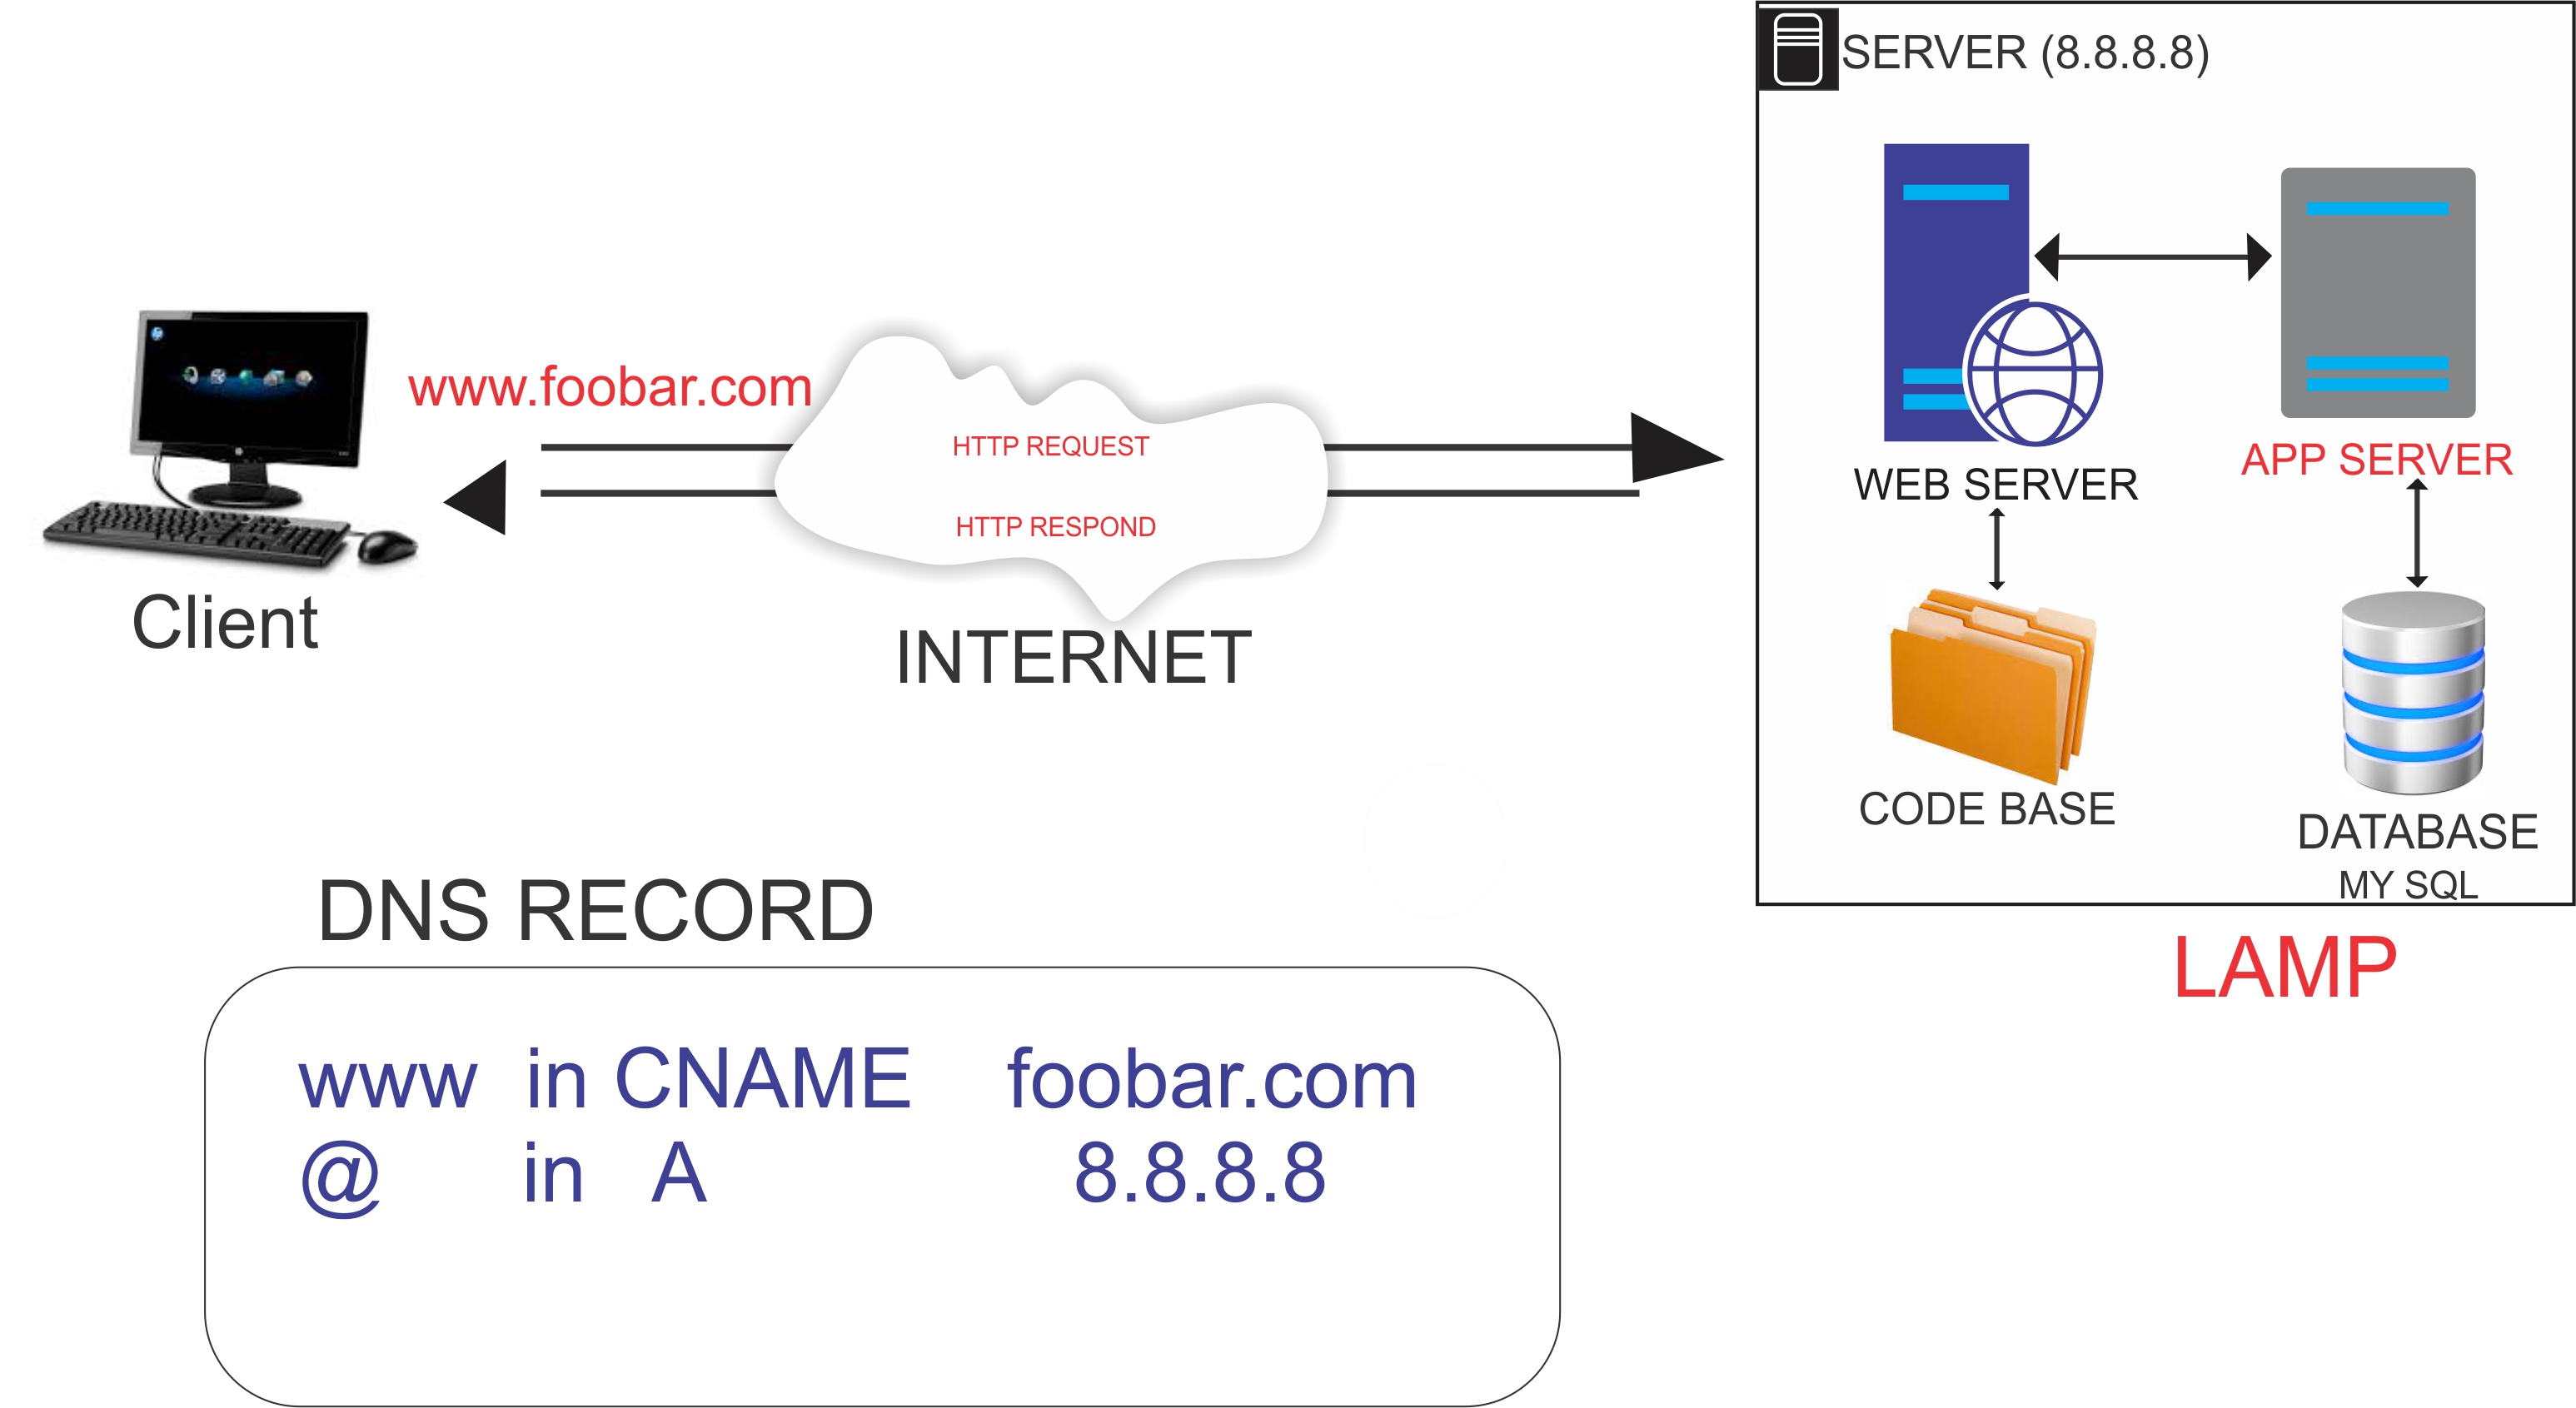 SERVER (8.8.8.8)
www.foobar.com
HTTP REQUEST
HTTP RESPOND
INTERNET
Client
WEB SERVER
APP SERVER
CODE BASE
DATABASE
MY SQL
LAMP
DNS RECORD
www in CNAME foobar.com
@ in A 8.8.8.8